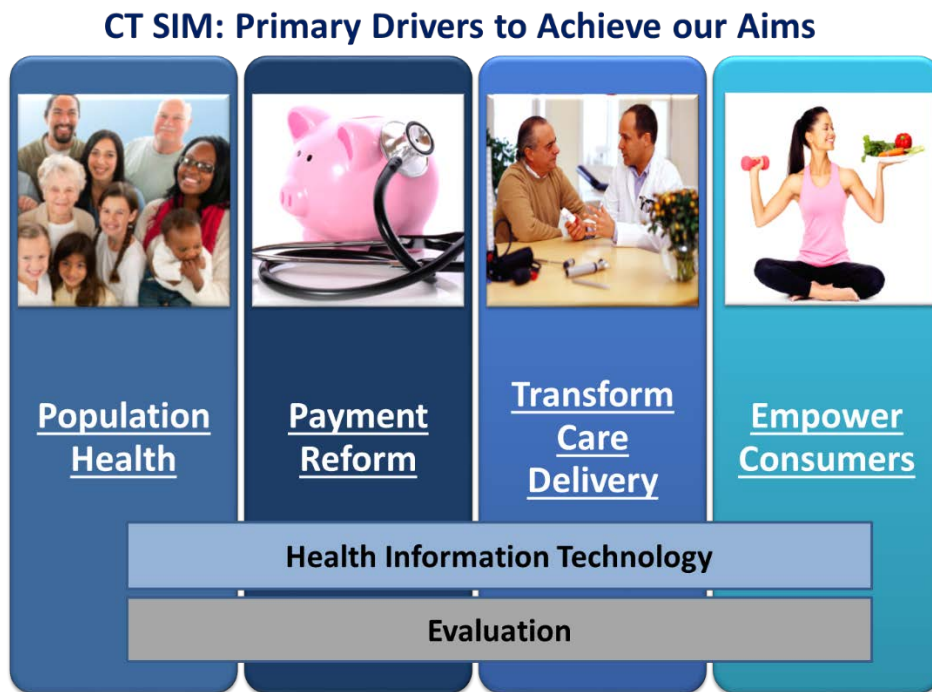 CT SIM: Primary Drivers to Achieve our Aims
Population
Health
Payment
Reform
Transform
Care
Delivery
Empower
Consumers
Health Information Technology
Evaluation